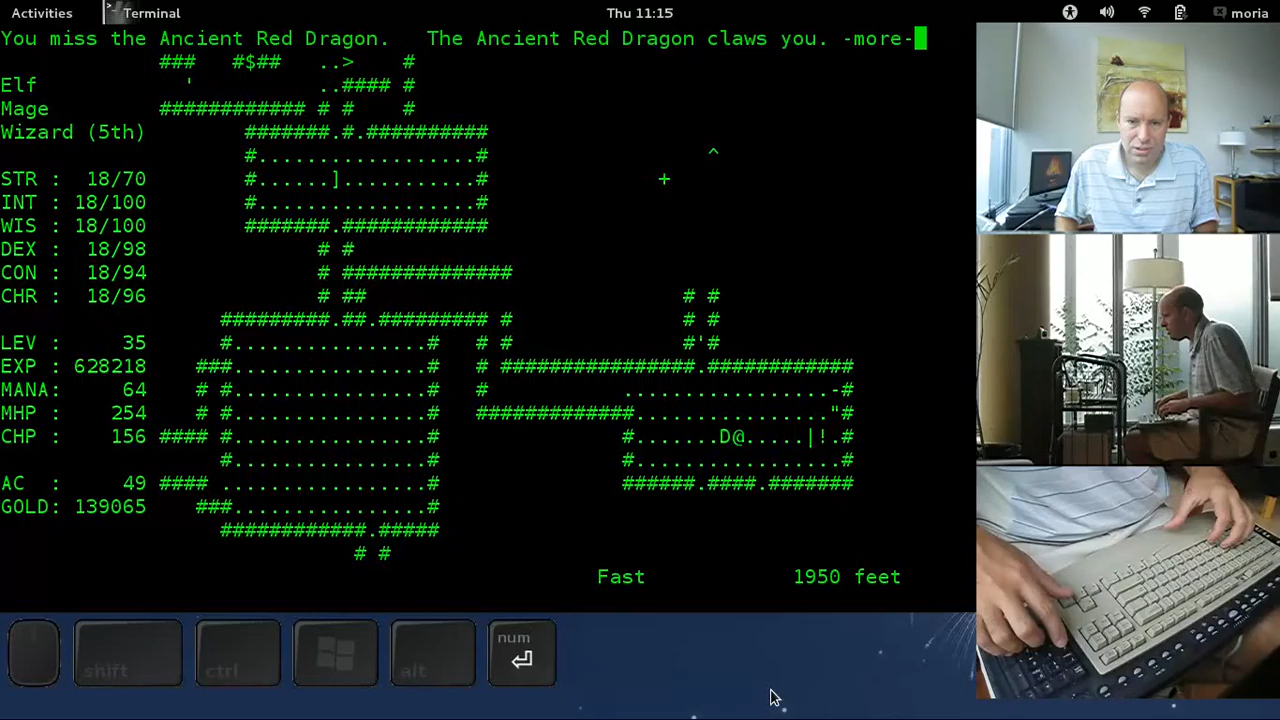 Activities Terminal Thu 11:15 moria
You miss the Ancient Red Dragon. The Ancient Red Dragon claws you. -more-
### #$## ..> #
Elf ' ..#### #
Mage ############ # # #
Wizard (5th) #######.#.##########
#..................# ^
STR : 18/70 #......].............# +
INT : 18/100 #..................#
WIS : 18/100 #######.############
DEX : 18/98 # #
CON : 18/94 # ##############
CHR : 18/96 # ## # #
#########.##.######### # # #
LEV : 35 #................# # # #'#
EXP : 628218 ###................# # ################.############
MANA: 64 # #................# # ................-#
MHP : 254 # #................# #############................"#
CHP : 156 #### #................# #.......D@.....|!.#
#................# #.................#
AC : 49 #### .................# ######.####.#######
GOLD: 139065 ###................#
############.#####
# #
Fast 1950 feet
shift ctrl alt num